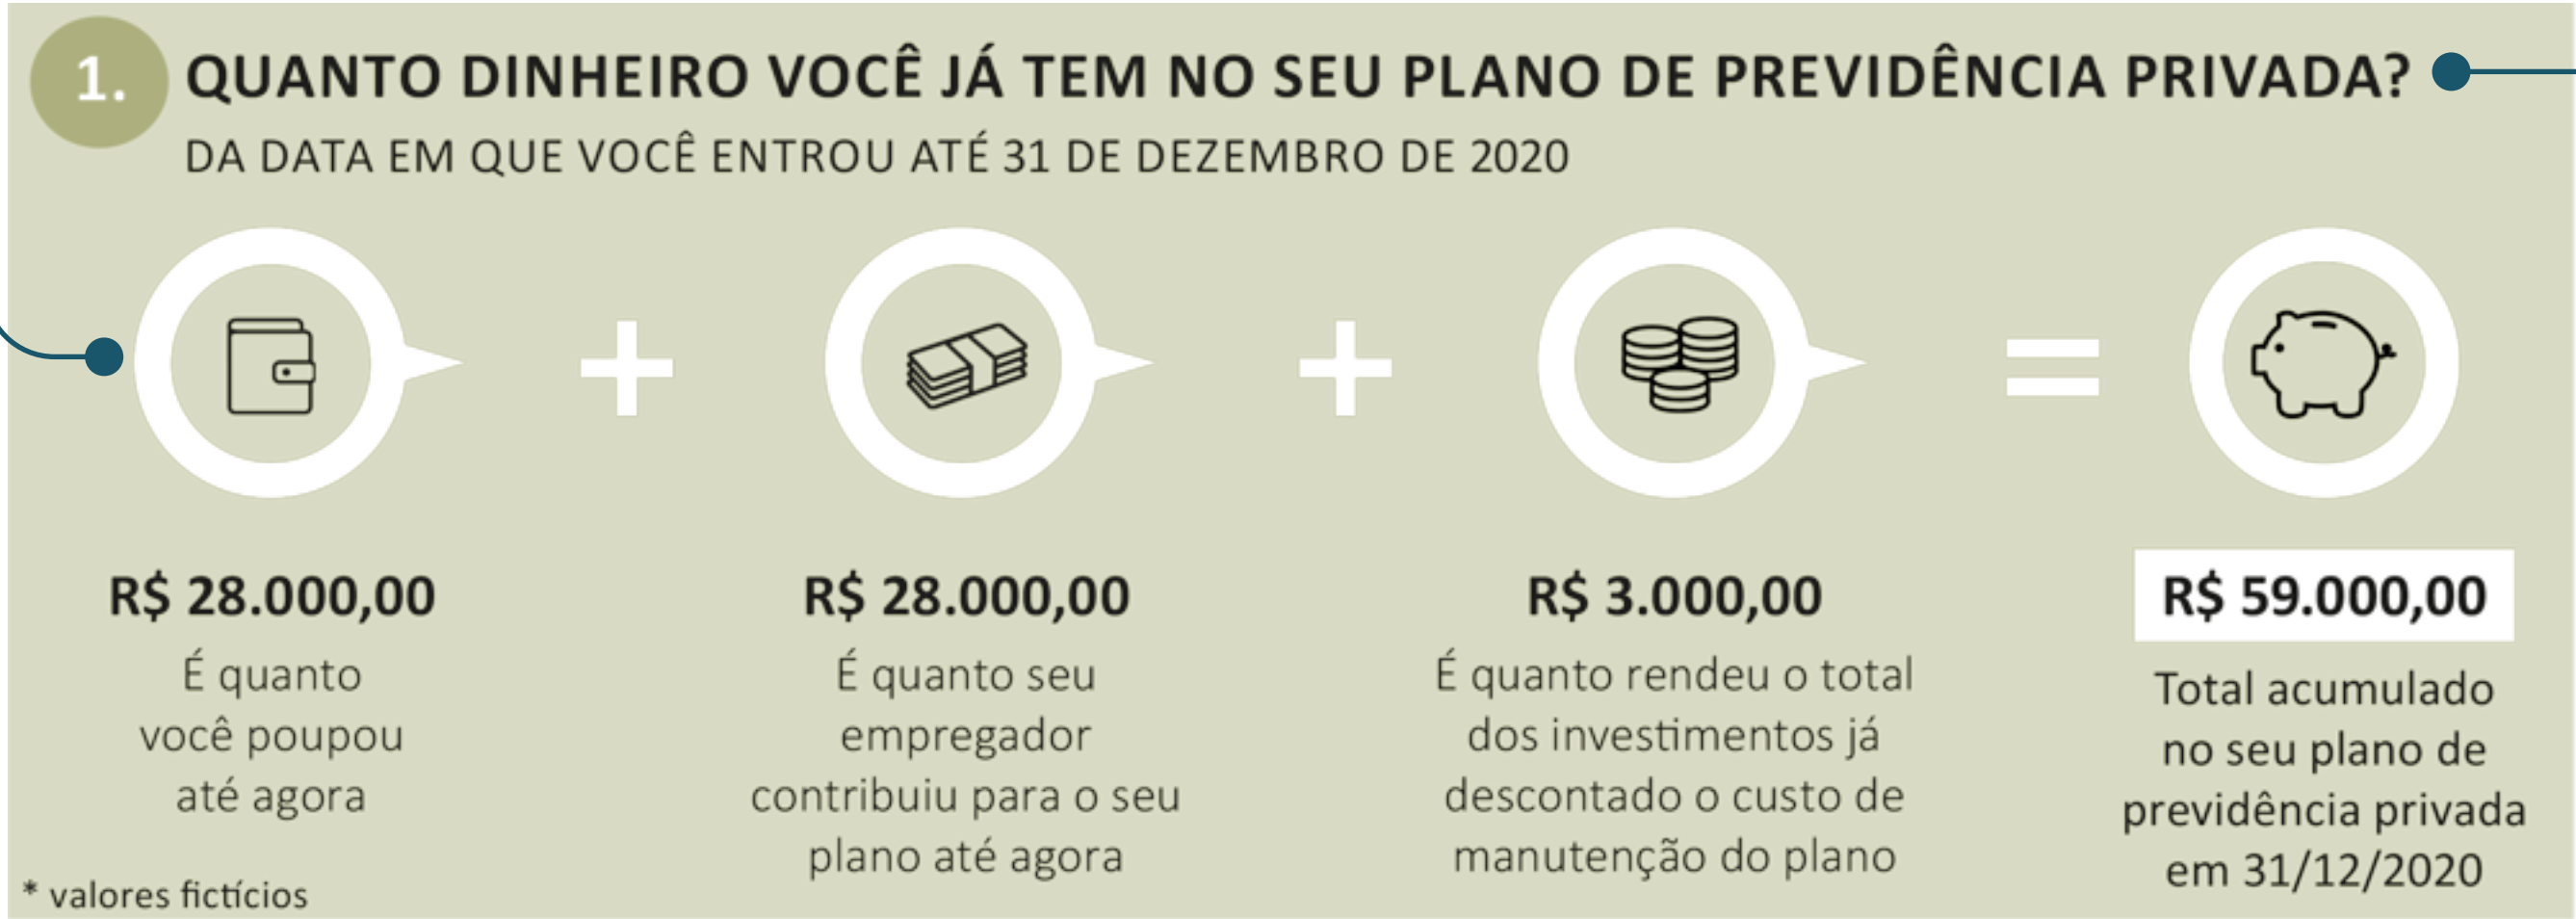 1. QUANTO DINHEIRO VOCÊ JÁ TEM NO SEU PLANO DE PREVIDÊNCIA PRIVADA?
DA DATA EM QUE VOCÊ ENTROU ATÉ 31 DE DEZEMBRO DE 2020
+
+
=
R$ 28.000,00
É quanto
você poupou
até agora
R$ 28.000,00
É quanto seu
empregador
contribuiu para o seu
plano até agora
R$ 3.000,00
É quanto rendeu o total
dos investimentos já
descontado o custo de
manutenção do plano
R$ 59.000,00
Total acumulado
no seu plano de
previdência privada
em 31/12/2020
* valores fictícios